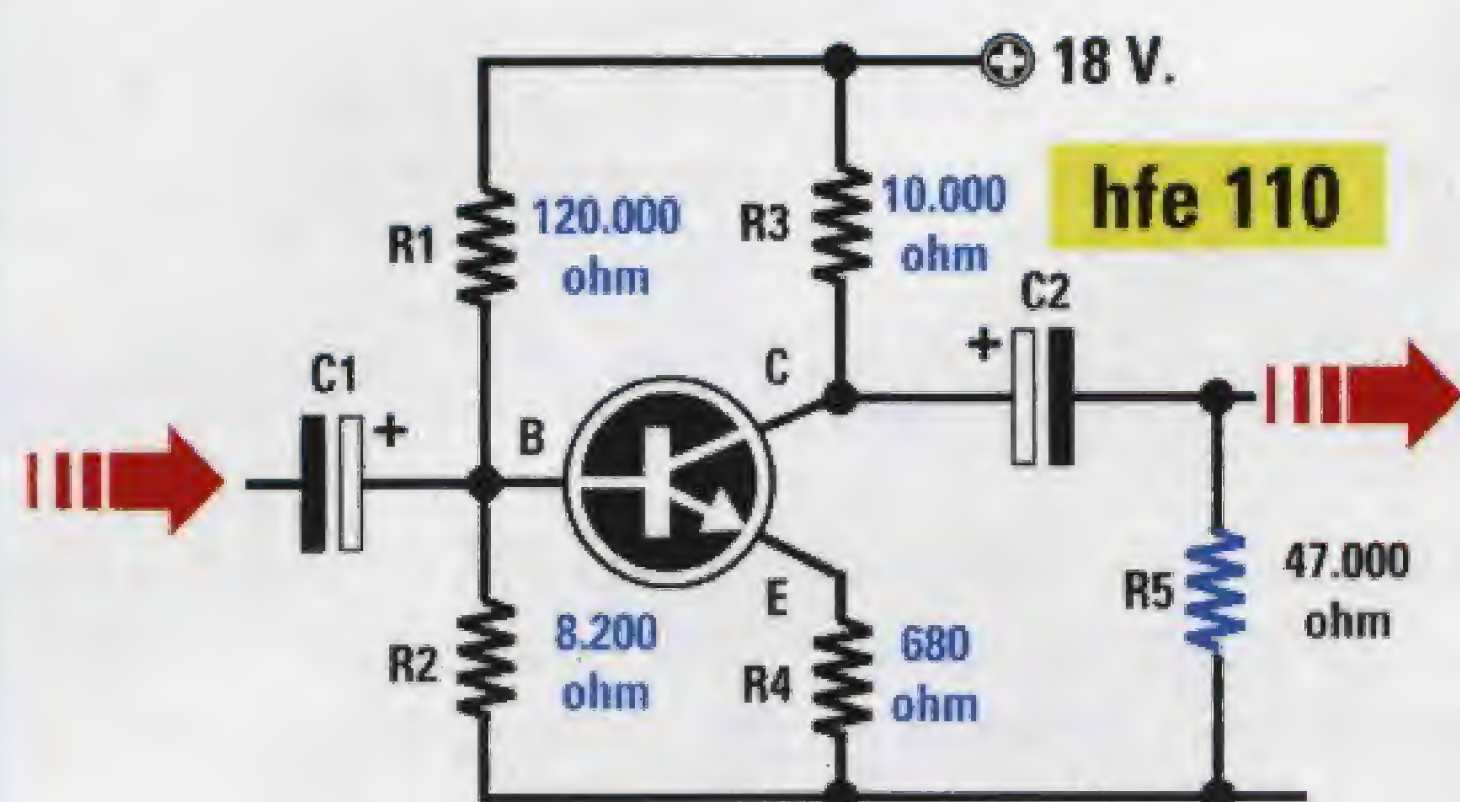 18 V.
hfe 110
R1
120.000
ohm
R3
10.000
ohm
C2
+
C1
+
B
C
E
R2
8.200
ohm
R4
680
ohm
R5
47.000
ohm